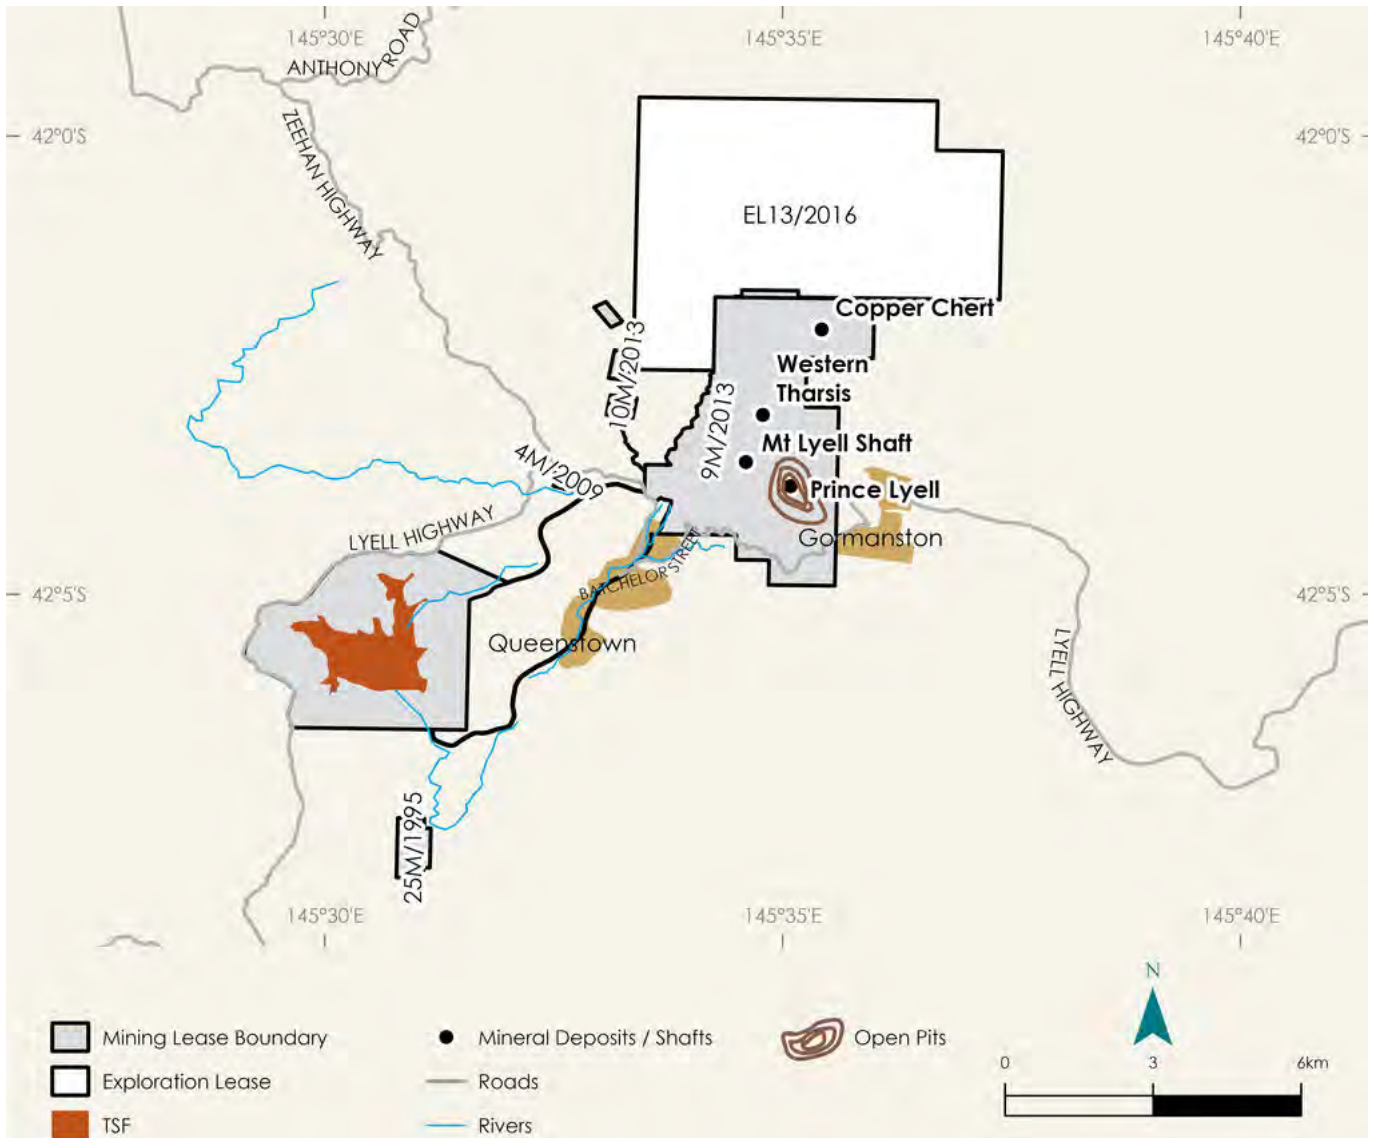 145°30'E
145°35'E
145°40'E
ANTHONY ROAD
42°0'S
42°0'S
ZEEHAN HIGHWAY
EL13/2016
Copper Chert
10M/2013
Western
Tharsis
9M/2013
Mt Lyell Shaft
4M/2009
Prince Lyell
LYELL HIGHWAY
Gormanston
BATCHELOR STREET
42°5'S
42°5'S
Queenstown
LYELL HIGHWAY
25M/1995
145°30'E
145°35'E
145°40'E
N
Mining Lease Boundary
Mineral Deposits / Shafts
Open Pits
0 3 6km
Exploration Lease
Roads
TSF
Rivers